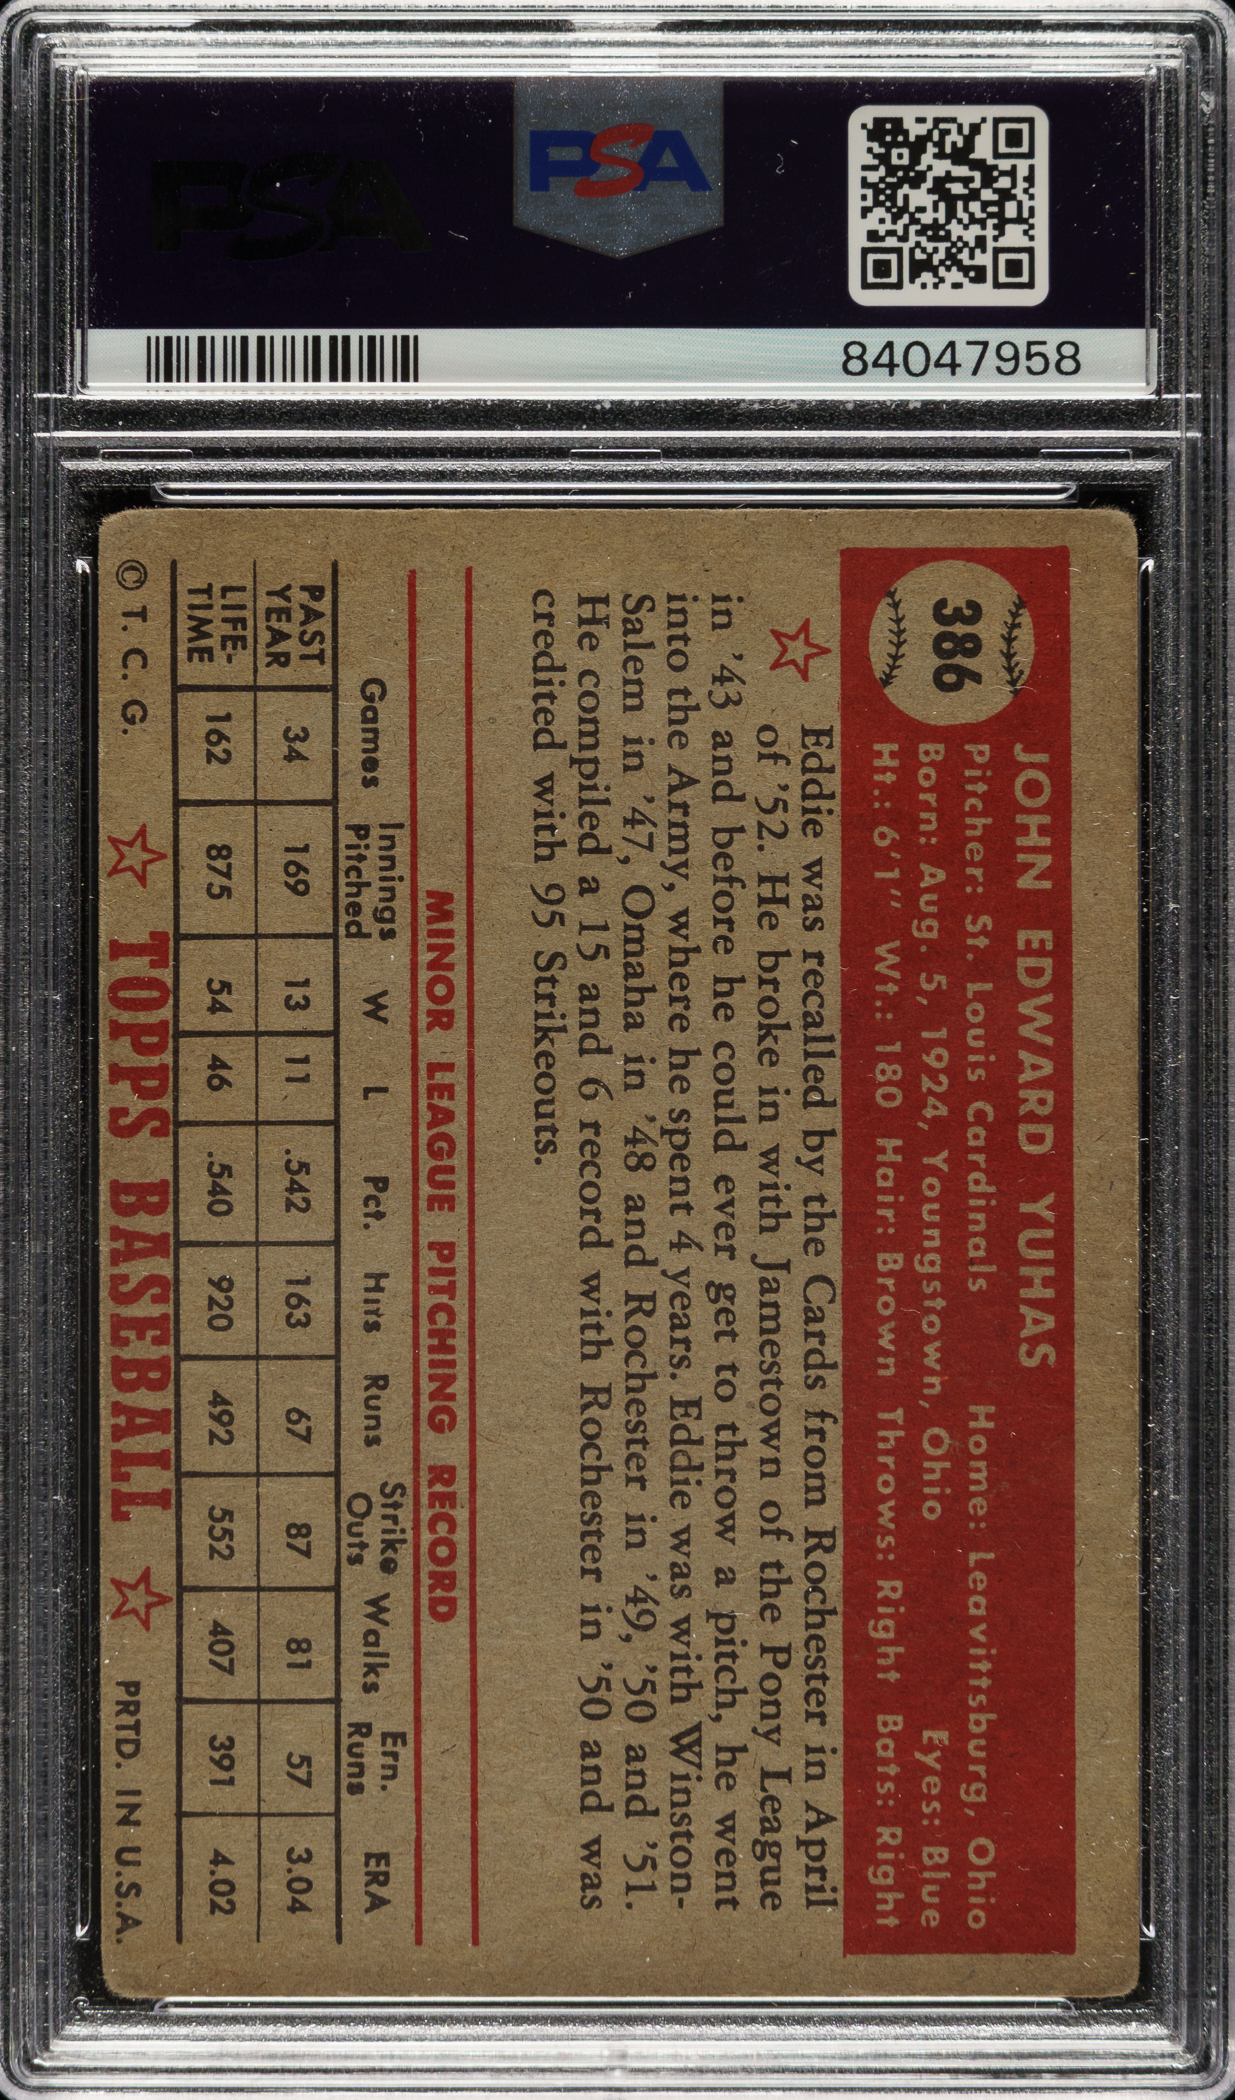 PSA
PSA
84047958
386
JOHN EDWARD YUHAS
Pitcher: St. Louis Cardinals Home: Leavittsburg, Ohio
Born: Aug. 5, 1924, Youngstown, Ohio Eyes: Blue
Ht.: 6'1" Wt.: 180 Hair: Brown Throws: Right Bats: Right
Eddie was recalled by the Cards from Rochester in April
of '52. He broke in with Jamestown of the Pony League
in '43 and before he could ever get to throw a pitch, he went
into the Army, where he spent 4 years. Eddie was with Winston-
Salem in '47, Omaha in '48 and Rochester in '49, '50 and '51.
He compiled a 15 and 6 record with Rochester in '50 and was
credited with 95 Strikeouts.
MINOR LEAGUE PITCHING RECORD
Games Innings Pitched W L Pct. Hits Runs Strike Outs Walks Ern. Runs ERA
PAST YEAR 34 169 13 11 .542 163 67 87 81 57 3.04
LIFE-TIME 162 875 54 46 .540 920 492 552 407 391 4.02
© T. C. G. TOPPS BASEBALL PRTD. IN U.S.A.